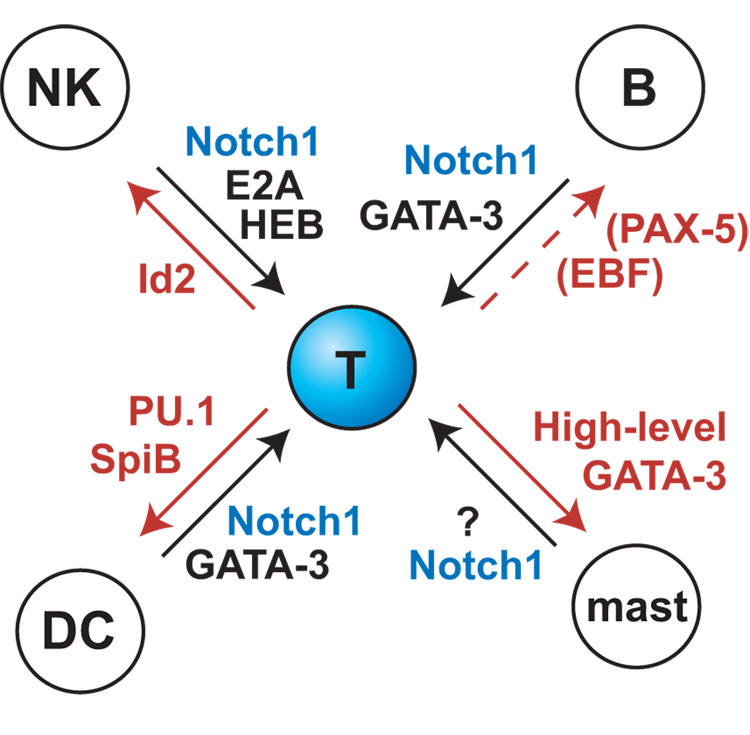 NK
B
Notch1
E2A
HEB
Id2
Notch1
GATA-3
(PAX-5)
(EBF)
T
PU.1
SpiB
Notch1
GATA-3
High-level
GATA-3
?
Notch1
DC
mast